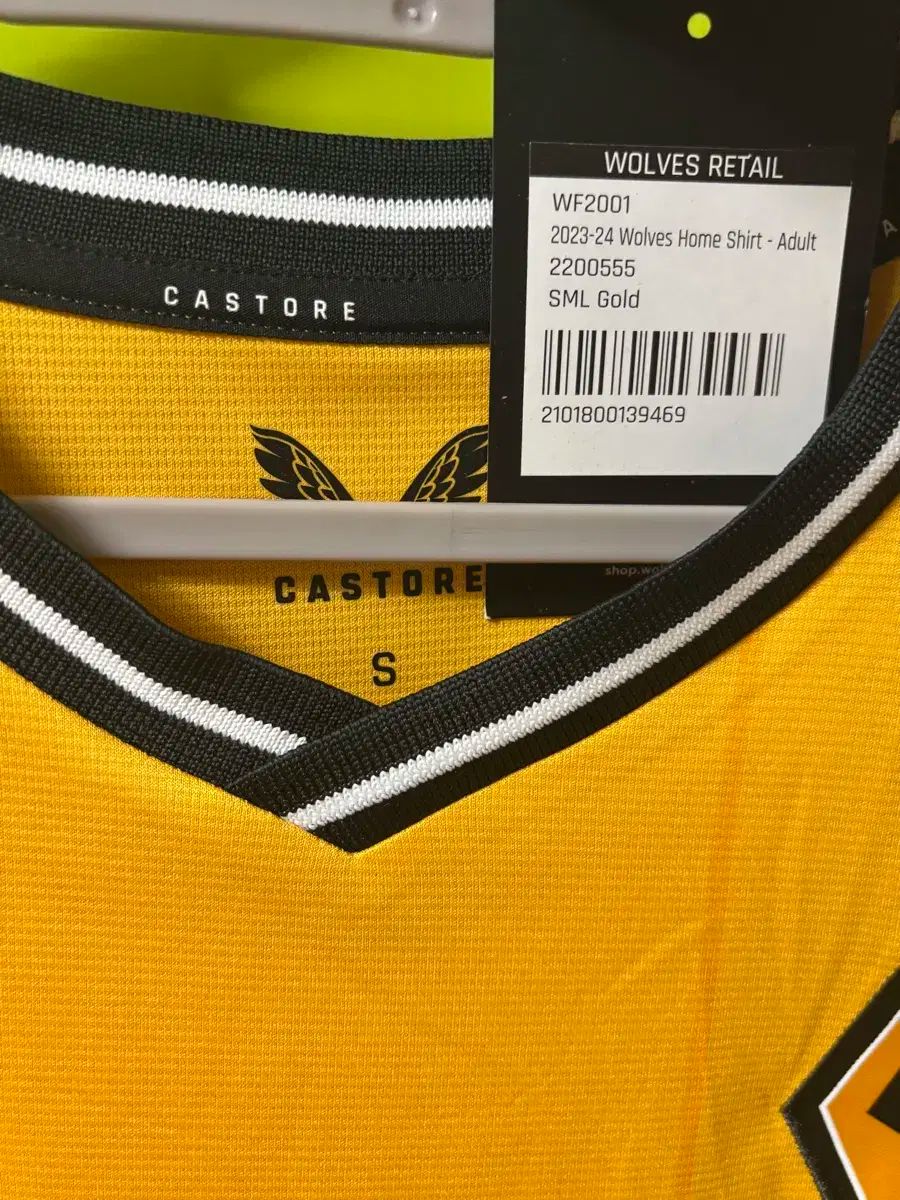 WOLVES RETAIL
WF2001
2023-24 Wolves Home Shirt - Adult
2200555
SML Gold
2101800139469
CASTORE
CASTORE
S